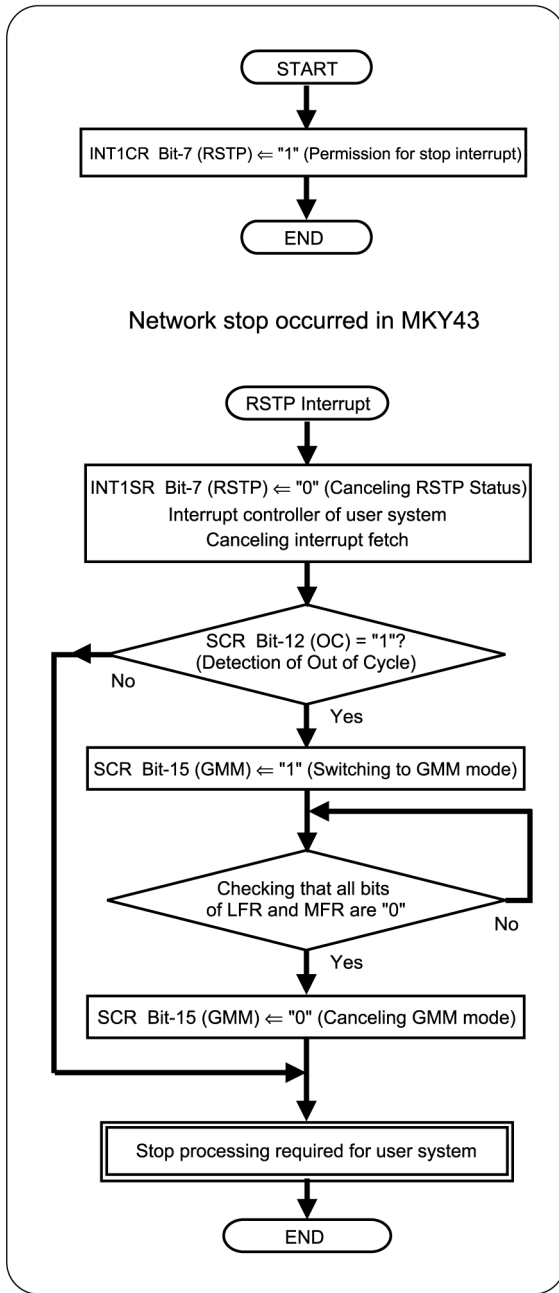 START
INT1CR Bit-7 (RSTP) ⇐ "1" (Permission for stop interrupt)
END
Network stop occurred in MKY43
RSTP Interrupt
INT1SR Bit-7 (RSTP) ⇐ "0" (Canceling RSTP Status)
Interrupt controller of user system
Canceling interrupt fetch
SCR Bit-12 (OC) = "1"?
(Detection of Out of Cycle)
No
Yes
SCR Bit-15 (GMM) ⇐ "1" (Switching to GMM mode)
Checking that all bits
of LFR and MFR are "0"
No
Yes
SCR Bit-15 (GMM) ⇐ "0" (Canceling GMM mode)
Stop processing required for user system
END